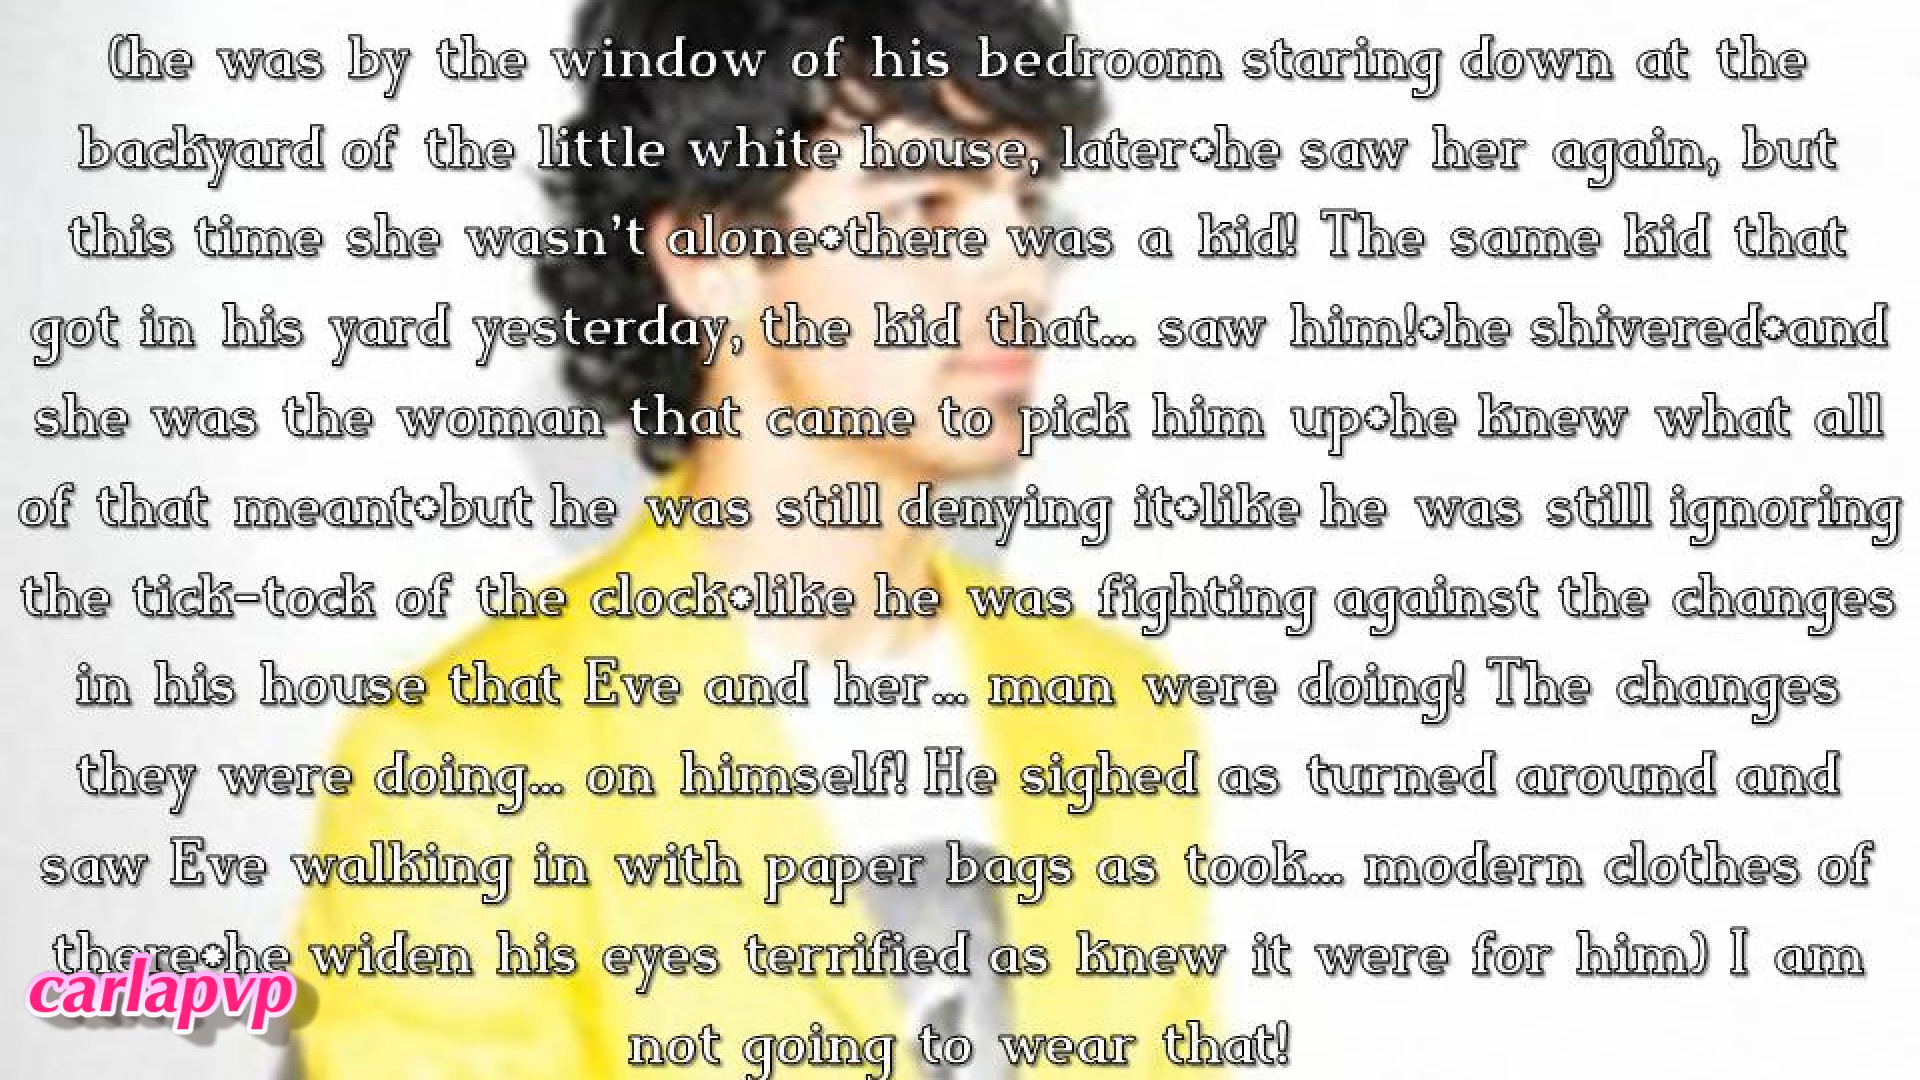 (he was by the window of his bedroom staring down at the
backyard of the little white house, later*he saw her again, but
this time she wasn't alone*there was a kid! The same kid that
got in his yard yesterday, the kid that... saw him!*he shivered*and
she was the woman that came to pick him up*he knew what all
of that meant*but he was still denying it*like he was still ignoring
the tick-tock of the clock*like he was fighting against the changes
in his house that Eve and her... man were doing! The changes
they were doing... on himself! He sighed as turned around and
saw Eve walking in with paper bags as took... modern clothes of
there*he widen his eyes terrified as knew it were for him) I am
not going to wear that!
carlapvp